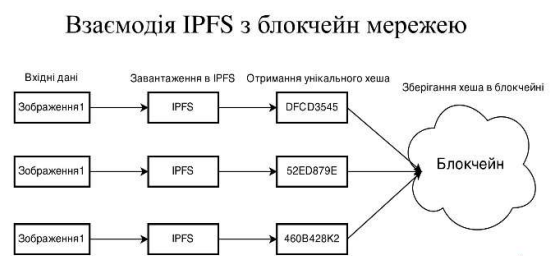 Взаємодія IPFS з блокчейн мережею
Вхідні дані
Завантаження в IPFS
Отримання унікального хеша
Зберігання хеша в блокчейні
Зображення1
IPFS
DFCD3545
Зображення1
IPFS
52ED879E
Блокчейн
Зображення1
IPFS
460B428K2